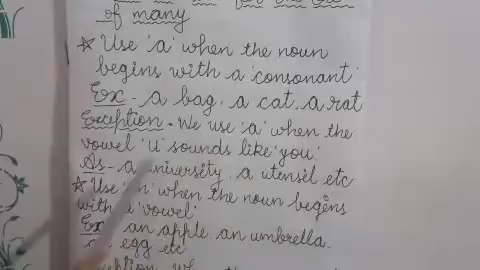 of many
☆ Use 'a' when the noun
begins with a 'consonant'
Ex - a bag, a cat, a rat
Exception - We use 'a' when the
vowel 'u' sounds like 'you'
As - a university, a utensil etc
☆ Use when the noun begins
with a 'vowel'
Ex an apple, an umbrella.
egg etc